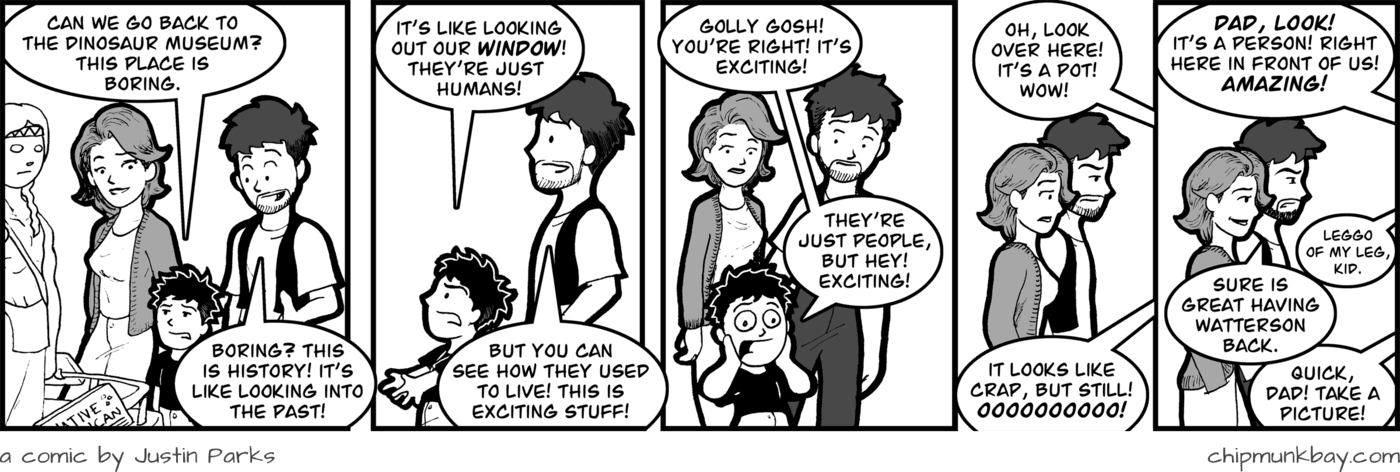 CAN WE GO BACK TO
THE DINOSAUR MUSEUM?
THIS PLACE IS
BORING.
BORING? THIS
IS HISTORY! IT'S
LIKE LOOKING INTO
THE PAST!
IT'S LIKE LOOKING
OUT OUR WINDOW!
THEY'RE JUST
HUMANS!
BUT YOU CAN
SEE HOW THEY USED
TO LIVE! THIS IS
EXCITING STUFF!
GOLLY GOSH!
YOU'RE RIGHT! IT'S
EXCITING!
THEY'RE
JUST PEOPLE,
BUT HEY!
EXCITING!
OH, LOOK
OVER HERE!
IT'S A POT!
WOW!
IT LOOKS LIKE
CRAP, BUT STILL!
OOOOOOOOOO!
DAD, LOOK!
IT'S A PERSON! RIGHT
HERE IN FRONT OF US!
AMAZING!
LEGGO
OF MY LEG,
KID.
SURE IS
GREAT HAVING
WATTERSON
BACK.
QUICK,
DAD! TAKE A
PICTURE!
a comic by Justin Parks
chipmunkbay.com